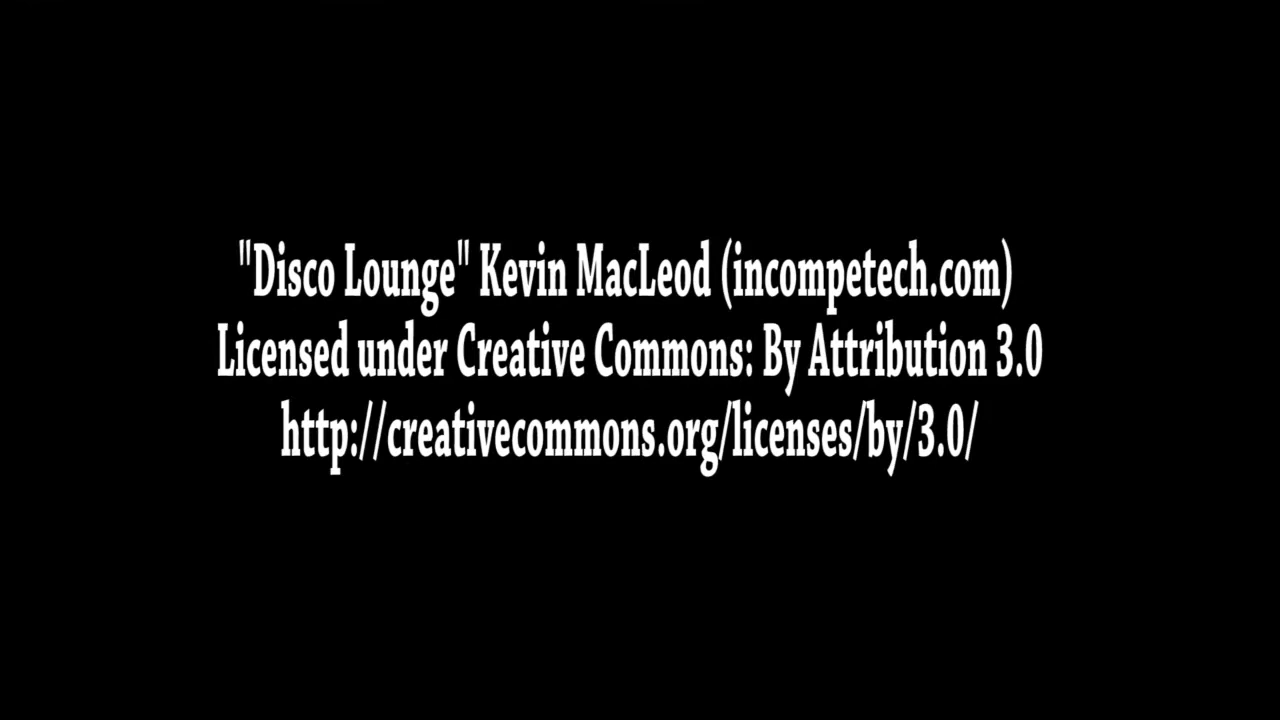 "Disco Lounge" Kevin MacLeod (incompetech.com)
Licensed under Creative Commons: By Attribution 3.0
http://creativecommons.org/licenses/by/3.0/